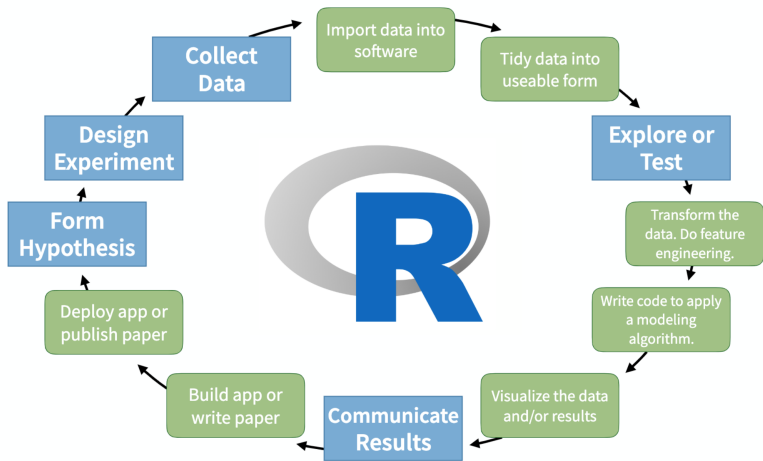 Collect
Data
Import data into
software
Tidy data into
useable form
Explore or
Test
Transform the
data. Do feature
engineering.
Write code to apply
a modeling
algorithm.
Visualize the data
and/or results
Communicate
Results
Build app or
write paper
Deploy app or
publish paper
Form
Hypothesis
Design
Experiment
R